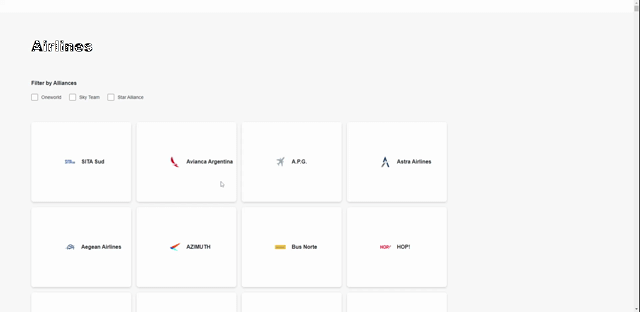 Airlines
Filter by Alliances
Oneworld Sky Team Star Alliance
SITA Sud Avianca Argentina A.P.G. Astra Airlines
Aegean Airlines AZIMUTH Bus Norte HOP! HOP!